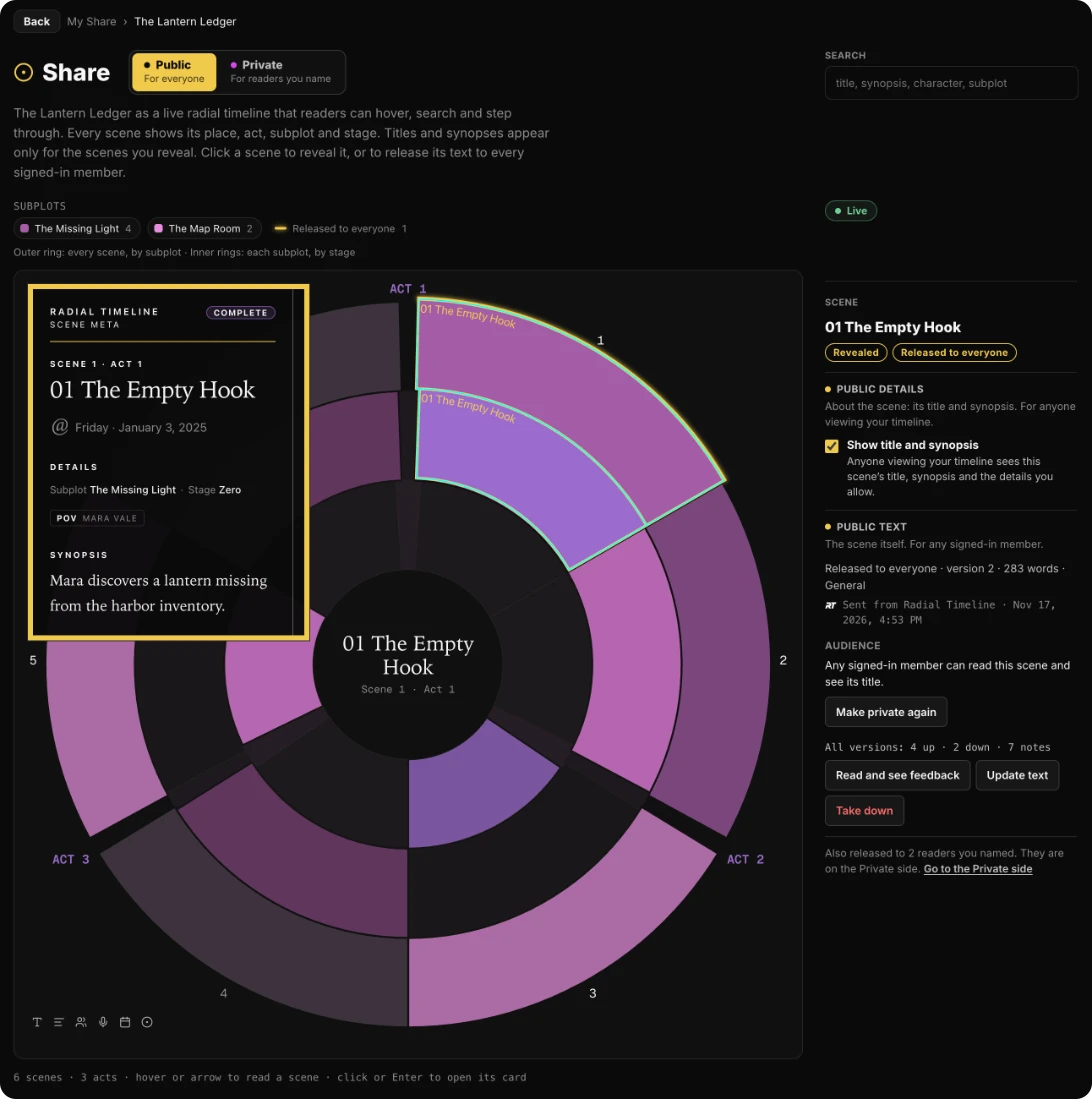 Back My Share › The Lantern Ledger
Share
Public
For everyone
Private
For readers you name
The Lantern Ledger as a live radial timeline that readers can hover, search and step
through. Every scene shows its place, act, subplot and stage. Titles and synopses appear
only for the scenes you reveal. Click a scene to reveal it, or to release its text to every
signed-in member.
SUBPLOTS
The Missing Light 4 The Map Room 2 Released to everyone 1
Outer ring: every scene, by subplot · Inner rings: each subplot, by stage
SEARCH
title, synopsis, character, subplot
Live
ACT 1
RADIAL TIMELINE
SCENE META
COMPLETE
SCENE 1 · ACT 1
01 The Empty Hook
@ Friday · January 3, 2025
DETAILS
Subplot The Missing Light · Stage Zero
POV MARA VALE
SYNOPSIS
Mara discovers a lantern missing
from the harbor inventory.
01 The Empty Hook
01 The Empty Hook
1
2
3
4
5
ACT 2
ACT 3
01 The Empty
Hook
Scene 1 · Act 1
T
6 scenes · 3 acts · hover or arrow to read a scene · click or Enter to open its card
SCENE
01 The Empty Hook
Revealed Released to everyone
PUBLIC DETAILS
About the scene: its title and synopsis. For anyone
viewing your timeline.
Show title and synopsis
Anyone viewing your timeline sees this
scene's title, synopsis and the details you
allow.
PUBLIC TEXT
The scene itself. For any signed-in member.
Released to everyone · version 2 · 283 words ·
General
RT Sent from Radial Timeline · Nov 17,
2026, 4:53 PM
AUDIENCE
Any signed-in member can read this scene and
see its title.
Make private again
All versions: 4 up · 2 down · 7 notes
Read and see feedback Update text
Take down
Also released to 2 readers you named. They are
on the Private side. Go to the Private side